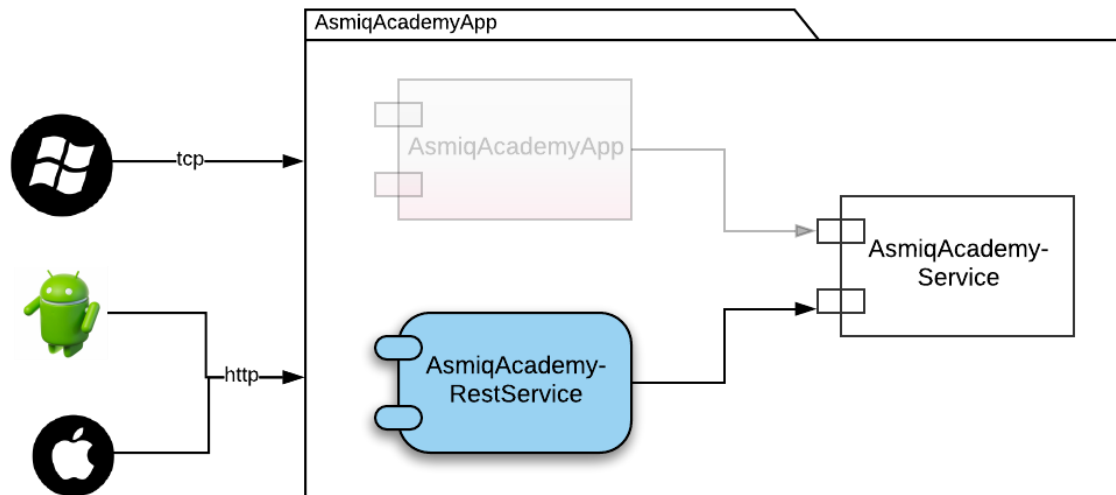 AsmiqAcademyApp
AsmiqAcademyApp
tcp
AsmiqAcademy-
Service
http
AsmiqAcademy-
RestService